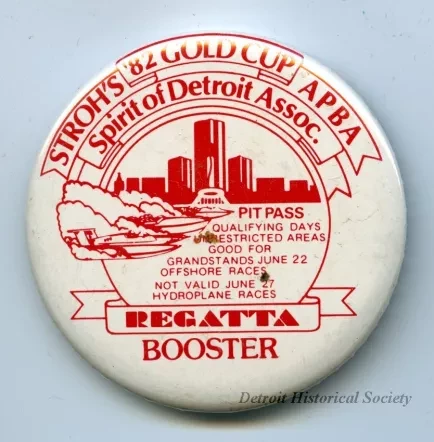 STROH'S '82 GOLD CUP APBA
Spirit of Detroit Assoc.
PIT PASS
QUALIFYING DAYS
UNRESTRICTED AREAS
GOOD FOR
GRANDSTANDS JUNE 22
OFFSHORE RACES
NOT VALID JUNE 27
HYDROPLANE RACES
REGATTA
BOOSTER
Detroit Historical Society